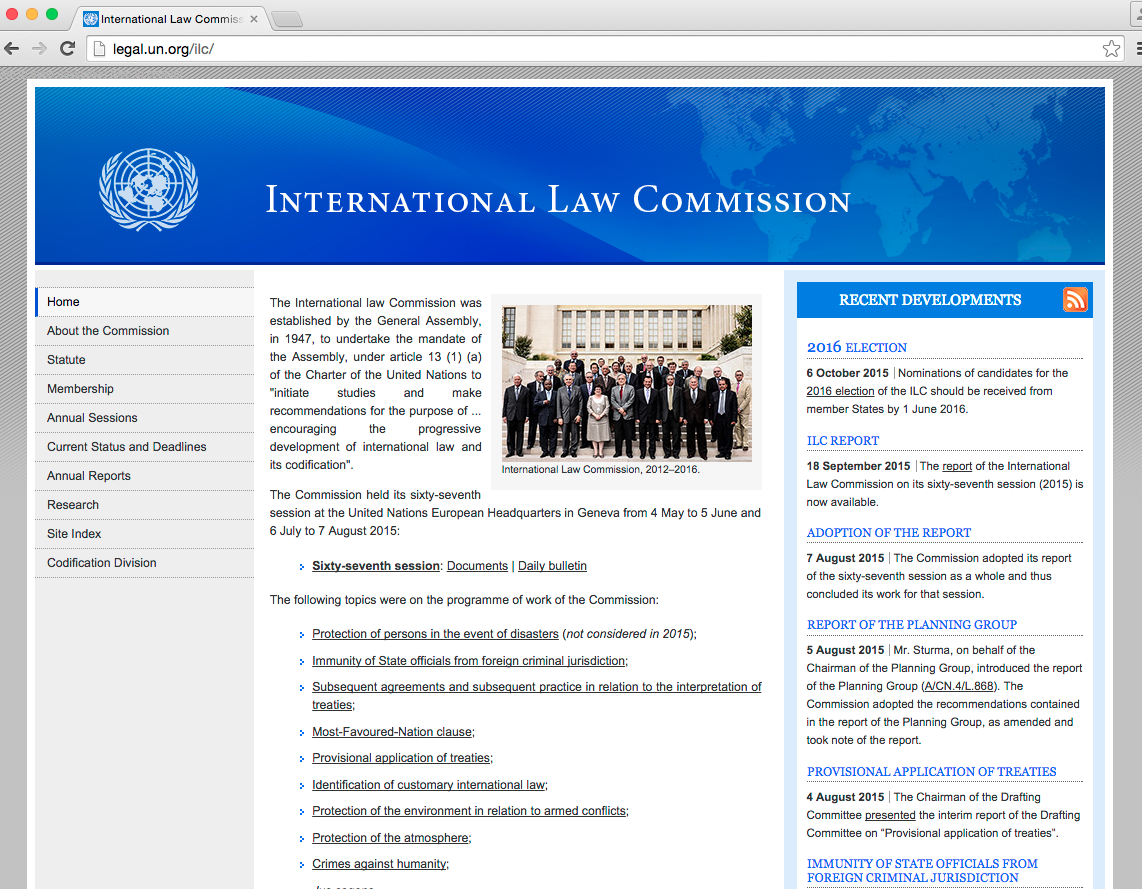 International Law Commiss
legal.un.org/ilc/
International Law Commission
Home
About the Commission
Statute
Membership
Annual Sessions
Current Status and Deadlines
Annual Reports
Research
Site Index
Codification Division
The International law Commission was
established by the General Assembly,
in 1947, to undertake the mandate of
the Assembly, under article 13 (1) (a)
of the Charter of the United Nations to
"initiate studies and make
recommendations for the purpose of ...
encouraging the progressive
development of international law and
its codification".
International Law Commission, 2012–2016.
The Commission held its sixty-seventh
session at the United Nations European Headquarters in Geneva from 4 May to 5 June and
6 July to 7 August 2015:
Sixty-seventh session: Documents | Daily bulletin
The following topics were on the programme of work of the Commission:
Protection of persons in the event of disasters (not considered in 2015);
Immunity of State officials from foreign criminal jurisdiction;
Subsequent agreements and subsequent practice in relation to the interpretation of
treaties;
Most-Favoured-Nation clause;
Provisional application of treaties;
Identification of customary international law;
Protection of the environment in relation to armed conflicts;
Protection of the atmosphere;
Crimes against humanity;
Jus cogens
RECENT DEVELOPMENTS
2016 ELECTION
6 October 2015 | Nominations of candidates for the
2016 election of the ILC should be received from
member States by 1 June 2016.
ILC REPORT
18 September 2015 | The report of the International
Law Commission on its sixty-seventh session (2015) is
now available.
ADOPTION OF THE REPORT
7 August 2015 | The Commission adopted its report
of the sixty-seventh session as a whole and thus
concluded its work for that session.
REPORT OF THE PLANNING GROUP
5 August 2015 | Mr. Sturma, on behalf of the
Chairman of the Planning Group, introduced the report
of the Planning Group (A/CN.4/L.868). The
Commission adopted the recommendations contained
in the report of the Planning Group, as amended and
took note of the report.
PROVISIONAL APPLICATION OF TREATIES
4 August 2015 | The Chairman of the Drafting
Committee presented the interim report of the Drafting
Committee on "Provisional application of treaties".
IMMUNITY OF STATE OFFICIALS FROM
FOREIGN CRIMINAL JURISDICTION